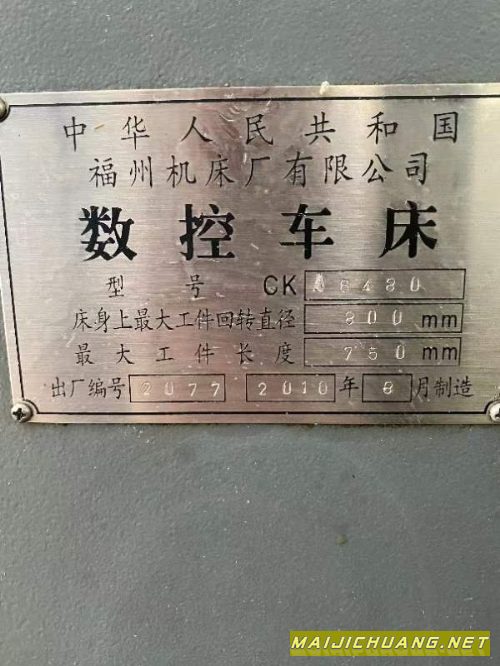 中华人民共和国
福州机床厂有限公司
数控车床
型号 CK 6480
床身上最大工件回转直径 800 mm
最大工件长度 750 mm
出厂编号 2077 2010 年 8 月制造
MAIJICHUANG.NET